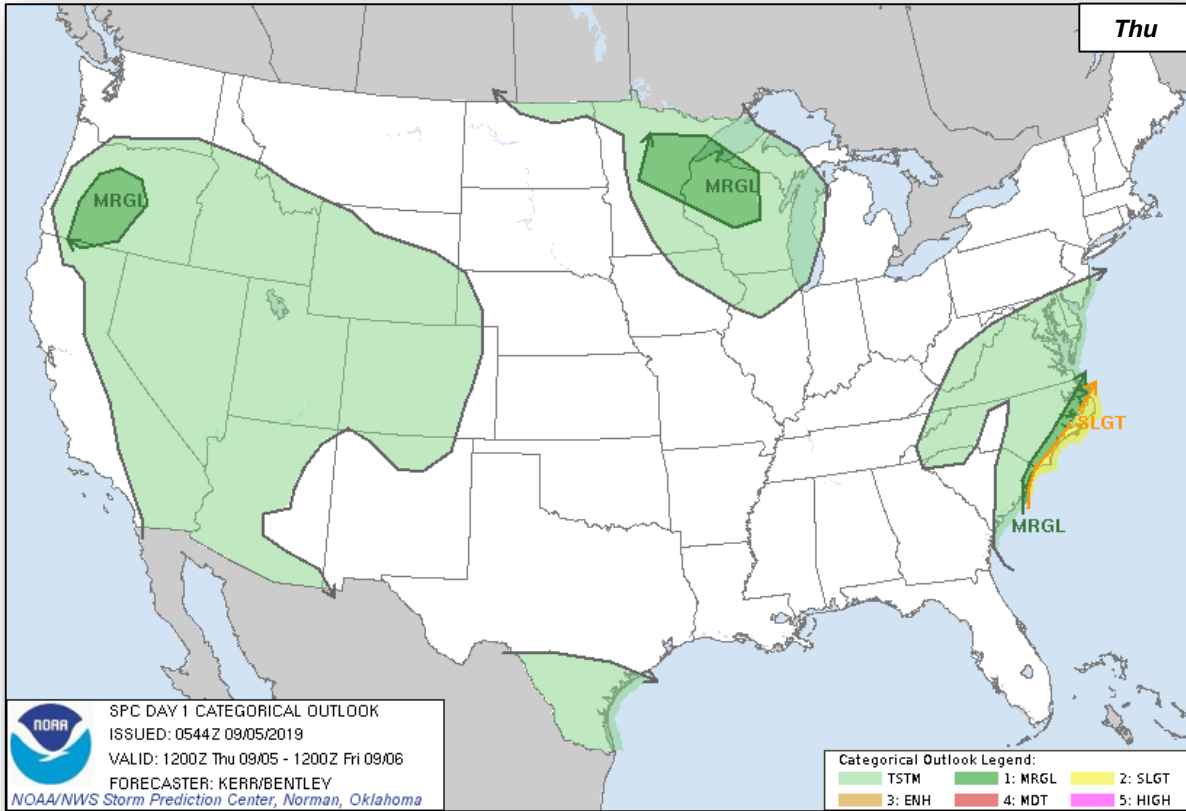 Thu
MRGL
MRGL
SLGT
MRGL
NOAA
SPC DAY 1 CATEGORICAL OUTLOOK
ISSUED: 0544Z 09/05/2019
VALID: 1200Z Thu 09/05 - 1200Z Fri 09/06
FORECASTER: KERR/BENTLEY
NOAA/NWS Storm Prediction Center, Norman, Oklahoma
Categorical Outlook Legend:
TSTM 1: MRGL 2: SLGT
3: ENH 4: MDT 5: HIGH